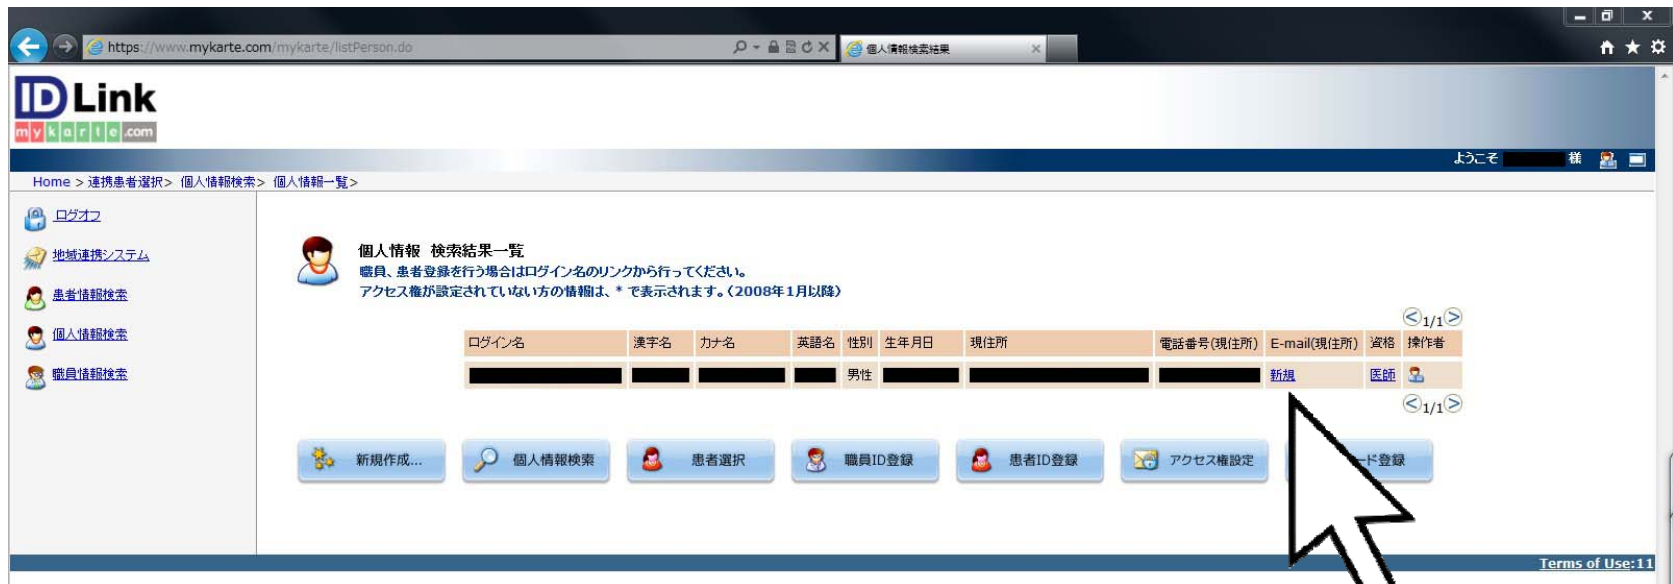 https://www.mykarte.com/mykarte/listPerson.do
個人情報検索結果
ID Link
mykarte.com
ようこそ 様
Home > 連携患者選択> 個人情報検索> 個人情報一覧>
ログオフ
地域連携システム
患者情報検索
個人情報検索
職員情報検索
個人情報 検索結果一覧
職員、患者登録を行う場合はログイン名のリンクから行ってください。
アクセス権が設定されていない方の情報は、* で表示されます。(2008年1月以降)
1/1
ログイン名 漢字名 カナ名 英語名 性別 生年月日 現住所 電話番号(現住所) E-mail(現住所) 資格 操作者
男性 新規 医師
1/1
新規作成... 個人情報検索 患者選択 職員ID登録 患者ID登録 アクセス権設定 ード登録
Terms of Use:11